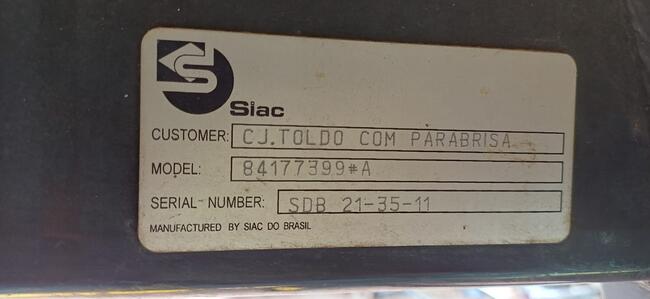 Siac
CUSTOMER: CJ.TOLDO COM PARABRISA
MODEL: 84177399#A
SERIAL-NUMBER: SDB 21-35-11
MANUFACTURED BY SIAC DO BRASIL